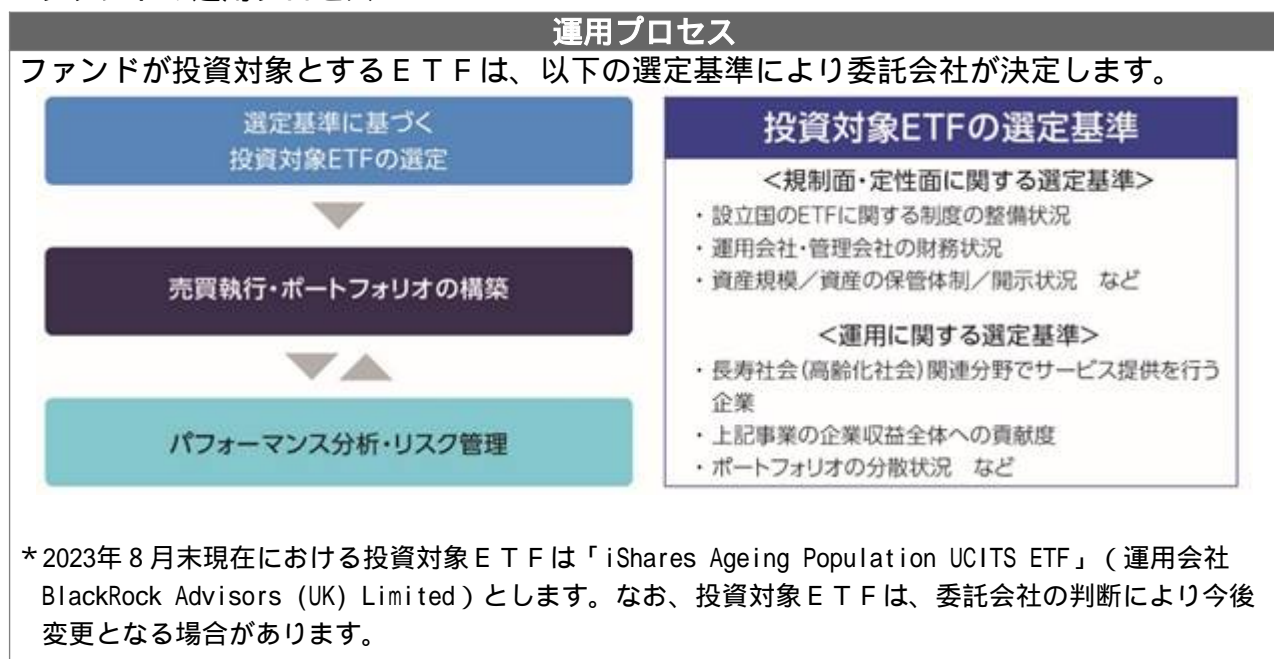 運用プロセス
ファンドが投資対象とするＥＴＦは、以下の選定基準により委託会社が決定します。
選定基準に基づく
投資対象ETFの選定
売買執行・ポートフォリオの構築
パフォーマンス分析・リスク管理
投資対象ETFの選定基準
＜規制面・定性面に関する選定基準＞
・設立国のETFに関する制度の整備状況
・運用会社・管理会社の財務状況
・資産規模／資産の保管体制／開示状況　など
＜運用に関する選定基準＞
・長寿社会（高齢化社会）関連分野でサービス提供を行う
企業
・上記事業の企業収益全体への貢献度
・ポートフォリオの分散状況　など
＊2023年８月末現在における投資対象ＥＴＦは「iShares Ageing Population UCITS ETF」（運用会社
BlackRock Advisors (UK) Limited）とします。なお、投資対象ＥＴＦは、委託会社の判断により今後
変更となる場合があります。